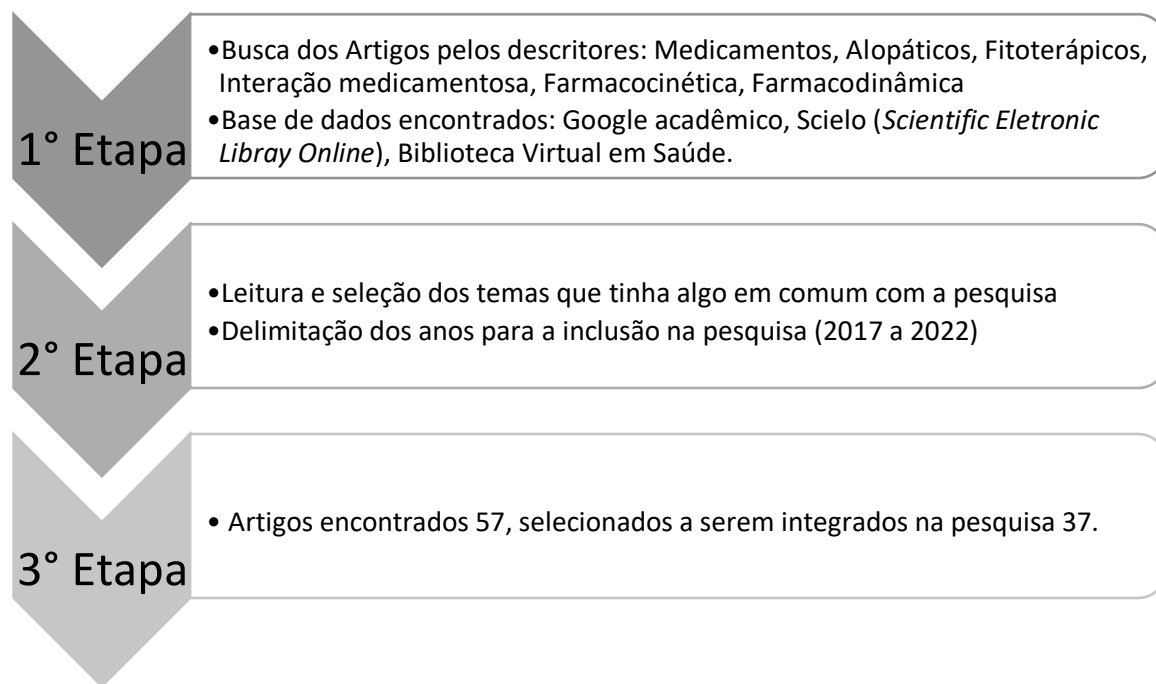 1° Etapa
•Busca dos Artigos pelos descritores: Medicamentos, Alopáticos, Fitoterápicos,
Interação medicamentosa, Farmacocinética, Farmacodinâmica
•Base de dados encontrados: Google acadêmico, Scielo (Scientific Eletronic
Libray Online), Biblioteca Virtual em Saúde.
2° Etapa
•Leitura e seleção dos temas que tinha algo em comum com a pesquisa
•Delimitação dos anos para a inclusão na pesquisa (2017 a 2022)
3° Etapa
• Artigos encontrados 57, selecionados a serem integrados na pesquisa 37.